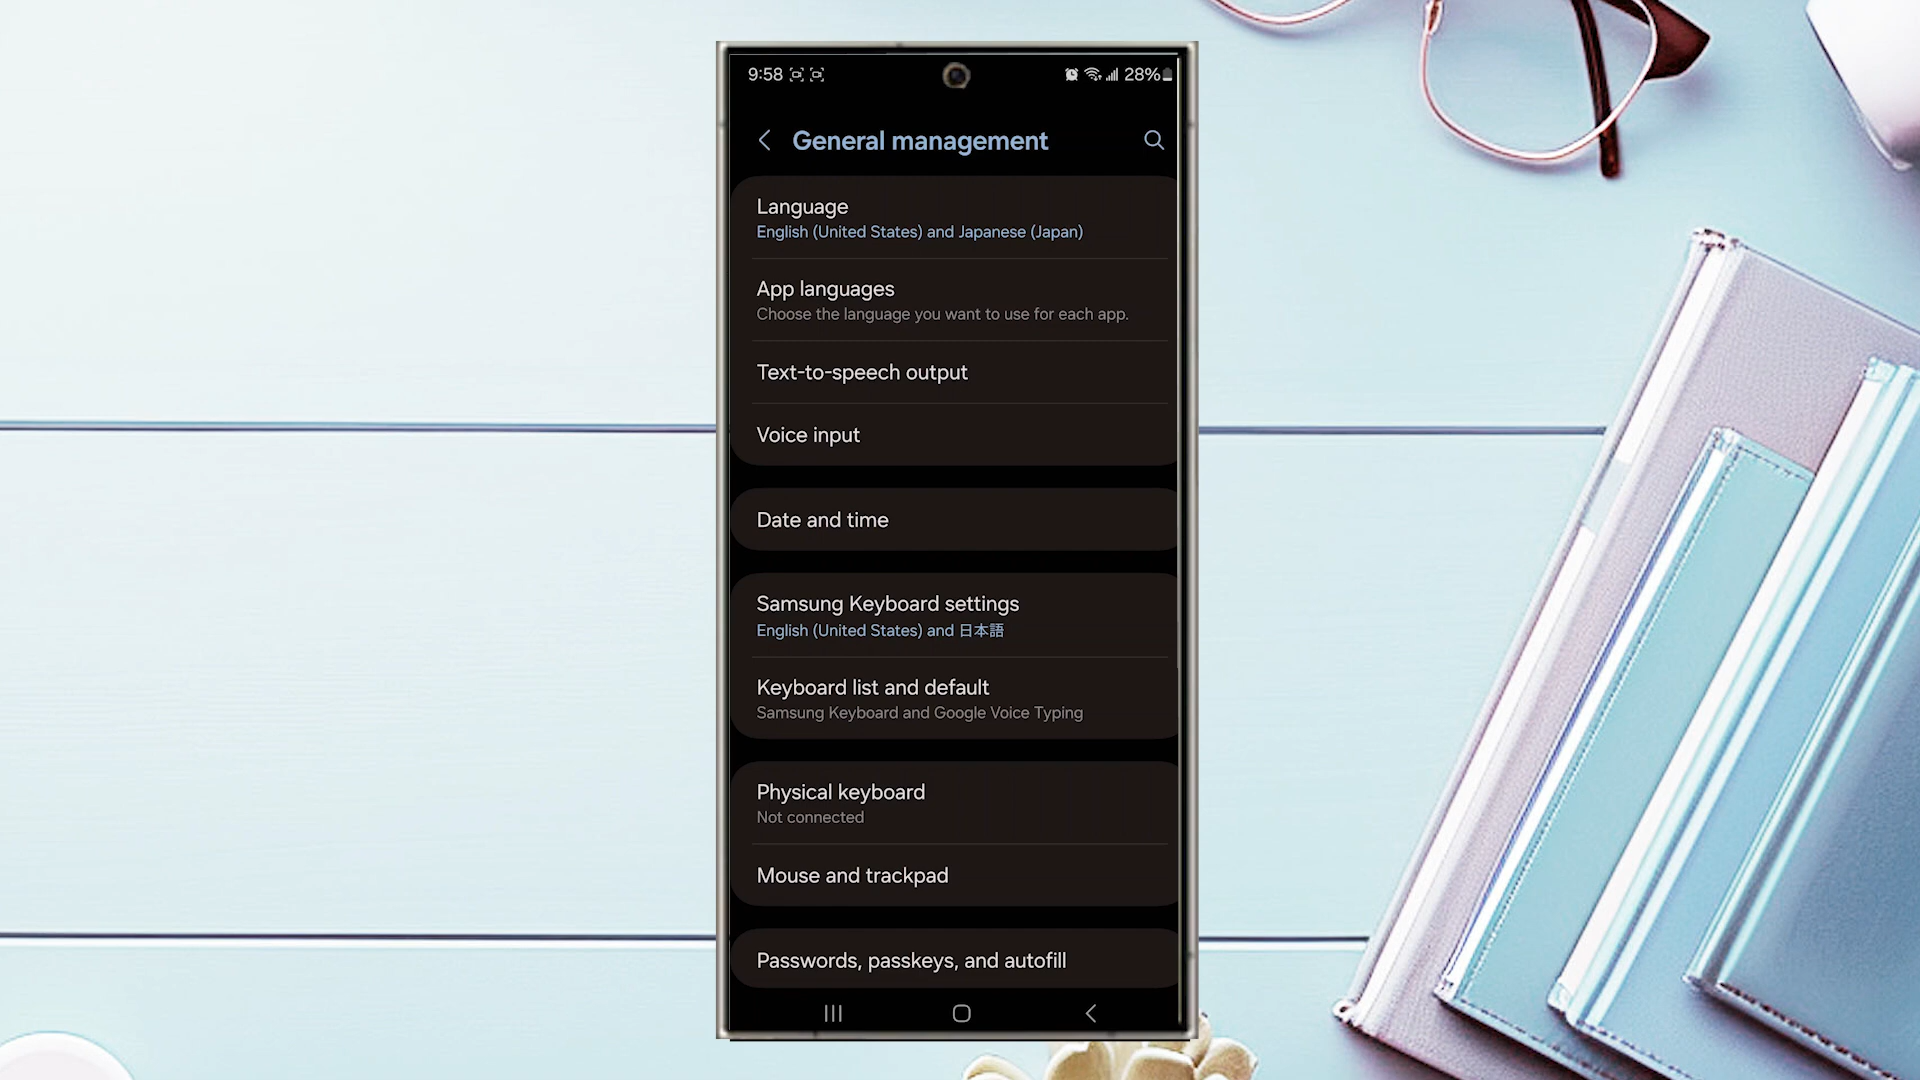 9:58 28%
General management
Language
English (United States) and Japanese (Japan)
App languages
Choose the language you want to use for each app.
Text-to-speech output
Voice input
Date and time
Samsung Keyboard settings
English (United States) and 日本語
Keyboard list and default
Samsung Keyboard and Google Voice Typing
Physical keyboard
Not connected
Mouse and trackpad
Passwords, passkeys, and autofill